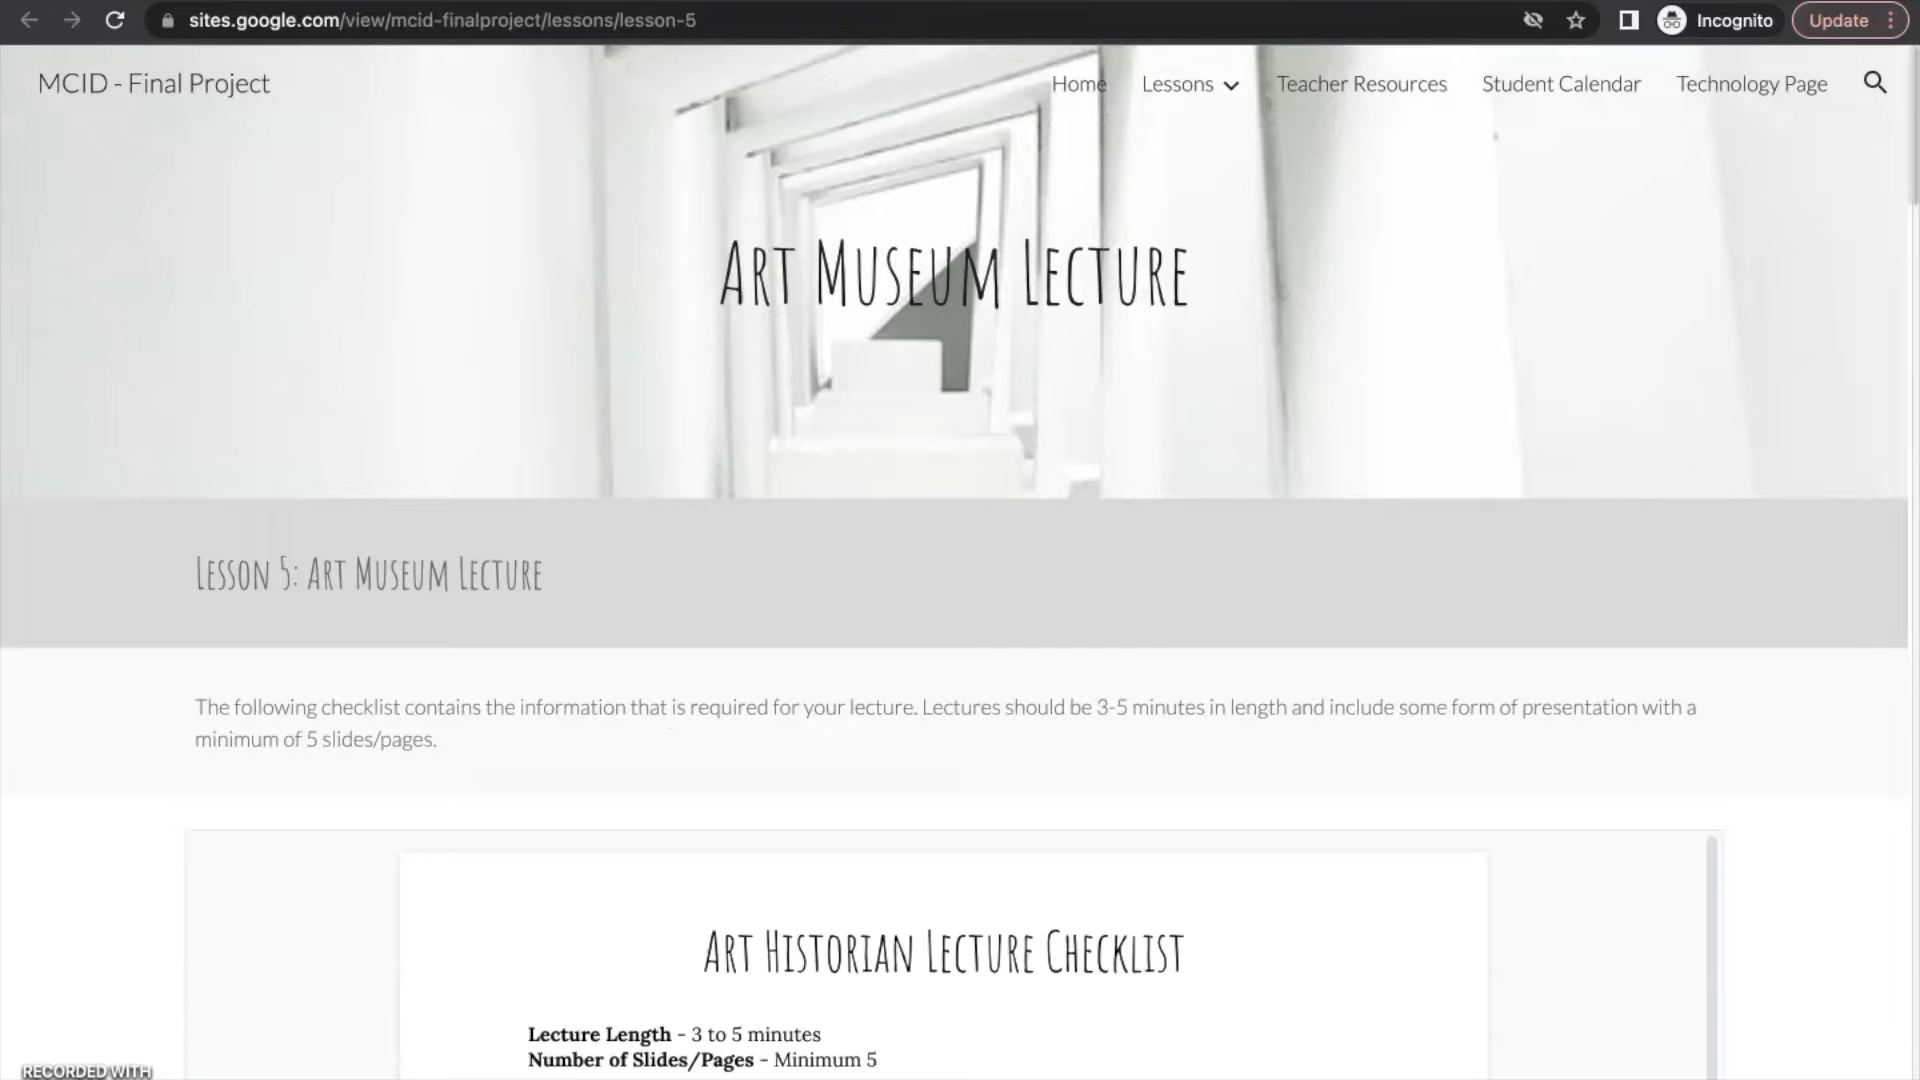 sites.google.com/view/mcid-finalproject/lessons/lesson-5
Incognito
Update
MCID - Final Project
Home
Lessons
Teacher Resources
Student Calendar
Technology Page
Art Museum Lecture
Lesson 5: Art Museum Lecture
The following checklist contains the information that is required for your lecture. Lectures should be 3-5 minutes in length and include some form of presentation with a
minimum of 5 slides/pages.
Art Historian Lecture Checklist
Lecture Length - 3 to 5 minutes
Number of Slides/Pages - Minimum 5
RECORDED WITH